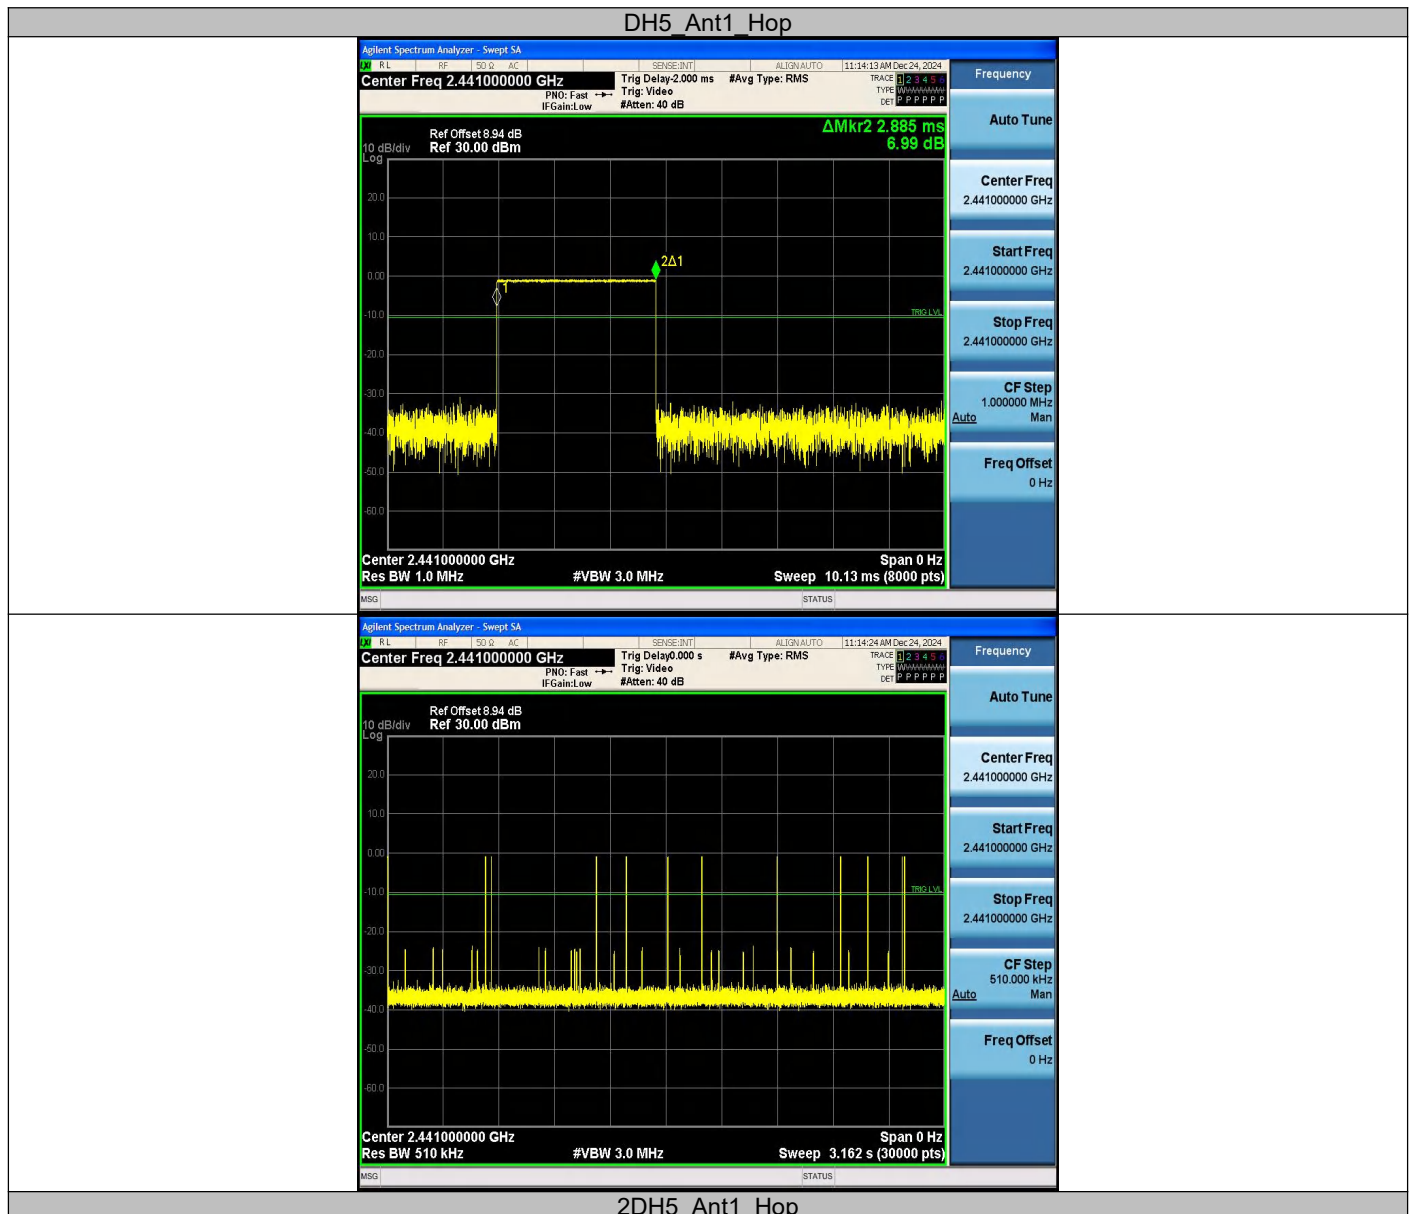 DH5_Ant1_Hop
Agilent Spectrum Analyzer - Swept SA
LXI RL RF 50 Ω AC SENSE:INT ALIGNAUTO 11:14:13 AM Dec 24, 2024
Center Freq 2.441000000 GHz
PNO: Fast
IFGain:Low
Trig Delay-2.000 ms
Trig: Video
#Atten: 40 dB
#Avg Type: RMS
TRACE 1 2 3 4 5 6
TYPE
DET P P P P P P
Frequency
Auto Tune
ΔMkr2 2.885 ms
6.99 dB
Ref Offset 8.94 dB
10 dB/div Ref 30.00 dBm
Log
20.0
10.0
0.00
-10.0
-20.0
-30.0
-40.0
-50.0
-60.0
2Δ1
1
TRIG LVL
Center Freq
2.441000000 GHz
Start Freq
2.441000000 GHz
Stop Freq
2.441000000 GHz
CF Step
1.000000 MHz
Auto Man
Freq Offset
0 Hz
Center 2.441000000 GHz Span 0 Hz
Res BW 1.0 MHz #VBW 3.0 MHz Sweep 10.13 ms (8000 pts)
MSG STATUS
Agilent Spectrum Analyzer - Swept SA
LXI RL RF 50 Ω AC SENSE:INT ALIGNAUTO 11:14:24 AM Dec 24, 2024
Center Freq 2.441000000 GHz
PNO: Fast
IFGain:Low
Trig Delay0.000 s
Trig: Video
#Atten: 40 dB
#Avg Type: RMS
TRACE 1 2 3 4 5 6
TYPE
DET P P P P P P
Frequency
Auto Tune
Ref Offset 8.94 dB
10 dB/div Ref 30.00 dBm
Log
20.0
10.0
0.00
-10.0
-20.0
-30.0
-40.0
-50.0
-60.0
TRIG LVL
Center Freq
2.441000000 GHz
Start Freq
2.441000000 GHz
Stop Freq
2.441000000 GHz
CF Step
510.000 kHz
Auto Man
Freq Offset
0 Hz
Center 2.441000000 GHz Span 0 Hz
Res BW 510 kHz #VBW 3.0 MHz Sweep 3.162 s (30000 pts)
MSG STATUS
2DH5_Ant1_Hop